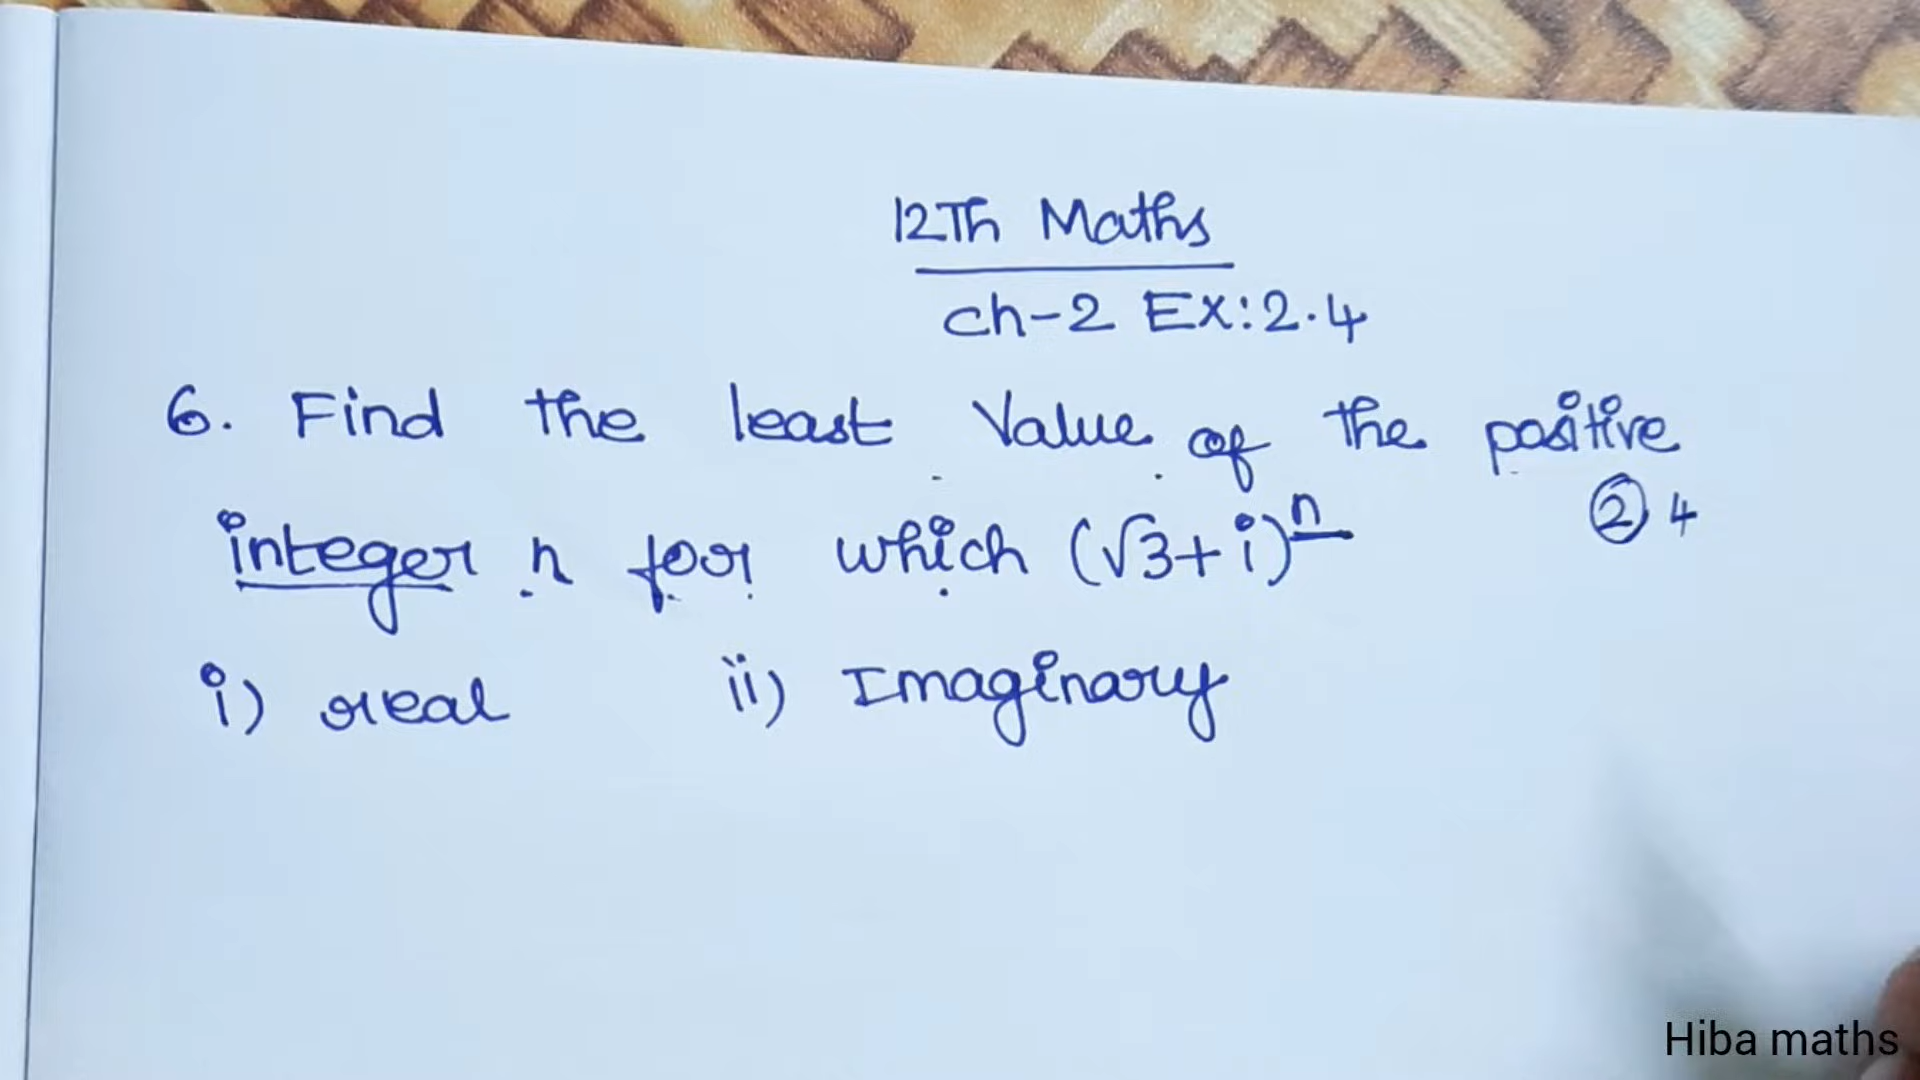 12Th Maths
ch-2 Ex:2.4
6. Find the least Value of the positive
② 4
integer n for which (√3+i)ⁿ
i) real ii) Imaginary
Hiba maths